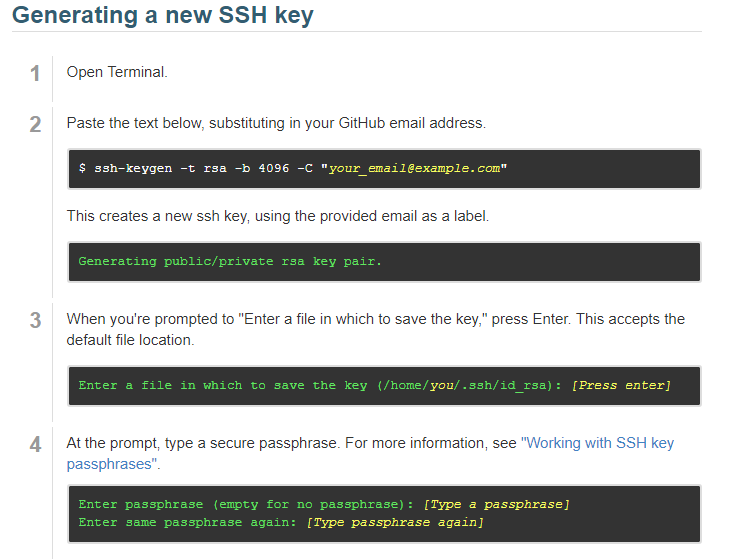 Generating a new SSH key
1 Open Terminal.
2 Paste the text below, substituting in your GitHub email address.
$ ssh-keygen -t rsa -b 4096 -C "your_email@example.com"
This creates a new ssh key, using the provided email as a label.
Generating public/private rsa key pair.
3 When you're prompted to "Enter a file in which to save the key," press Enter. This accepts the
default file location.
Enter a file in which to save the key (/home/you/.ssh/id_rsa): [Press enter]
4 At the prompt, type a secure passphrase. For more information, see "Working with SSH key
passphrases".
Enter passphrase (empty for no passphrase): [Type a passphrase]
Enter same passphrase again: [Type passphrase again]